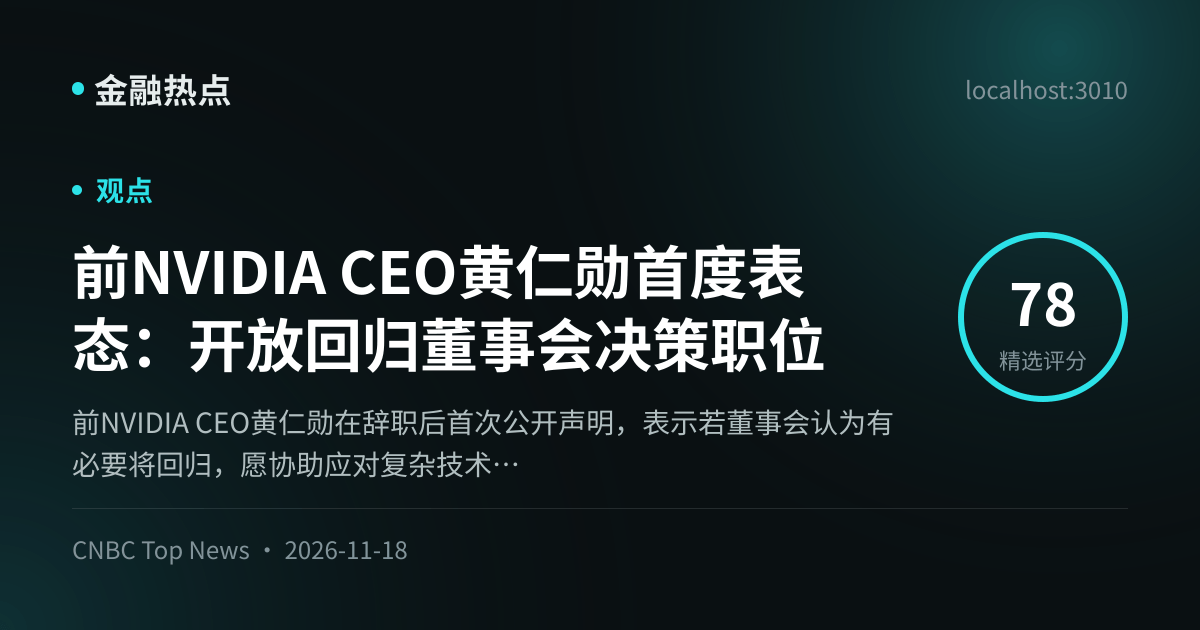 金融热点
localhost:3010
观点
前NVIDIA CEO黄仁勋首度表
态：开放回归董事会决策职位
78
精选评分
前NVIDIA CEO黄仁勋在辞职后首次公开声明，表示若董事会认为有
必要将回归，愿协助应对复杂技术…
CNBC Top News · 2026-11-18